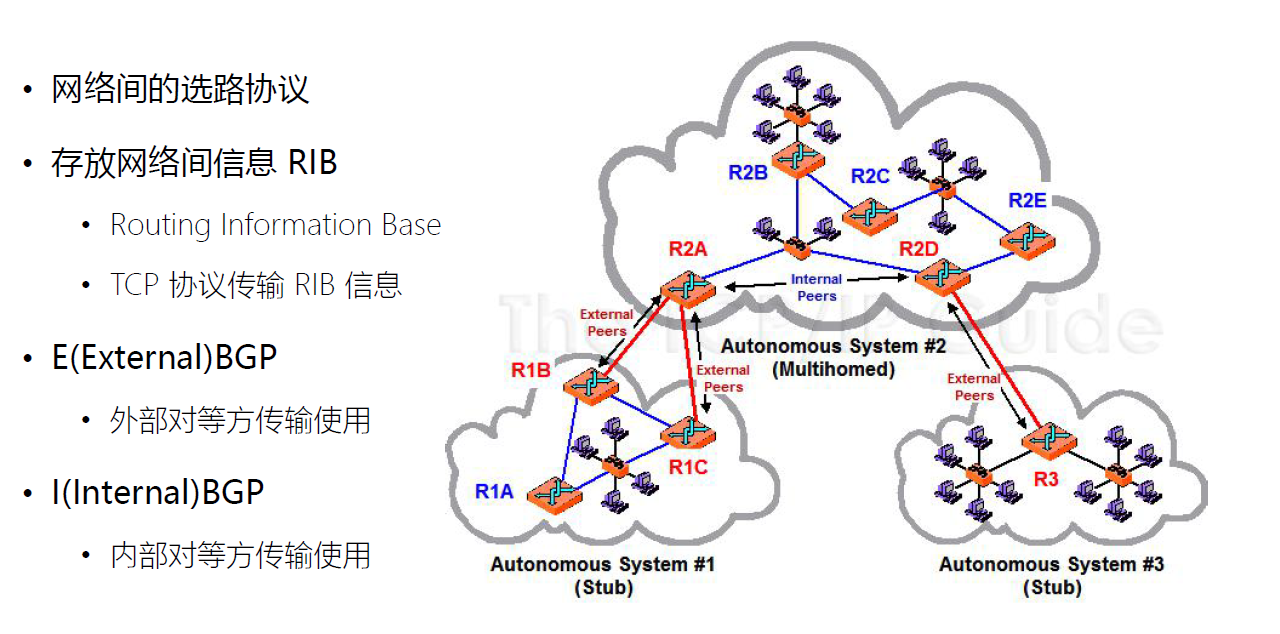 网络间的选路协议
存放网络间信息 RIB
Routing Information Base
TCP 协议传输 RIB 信息
E(External)BGP
外部对等方传输使用
I(Internal)BGP
内部对等方传输使用
R2B
R2C
R2E
R2A
R2D
Internal
Peers
The TCP/IP Guide
External
Peers
Autonomous System #2
(Multihomed)
R1B
External
Peers
External
Peers
R1C
R1A
R3
Autonomous System #1
(Stub)
Autonomous System #3
(Stub)